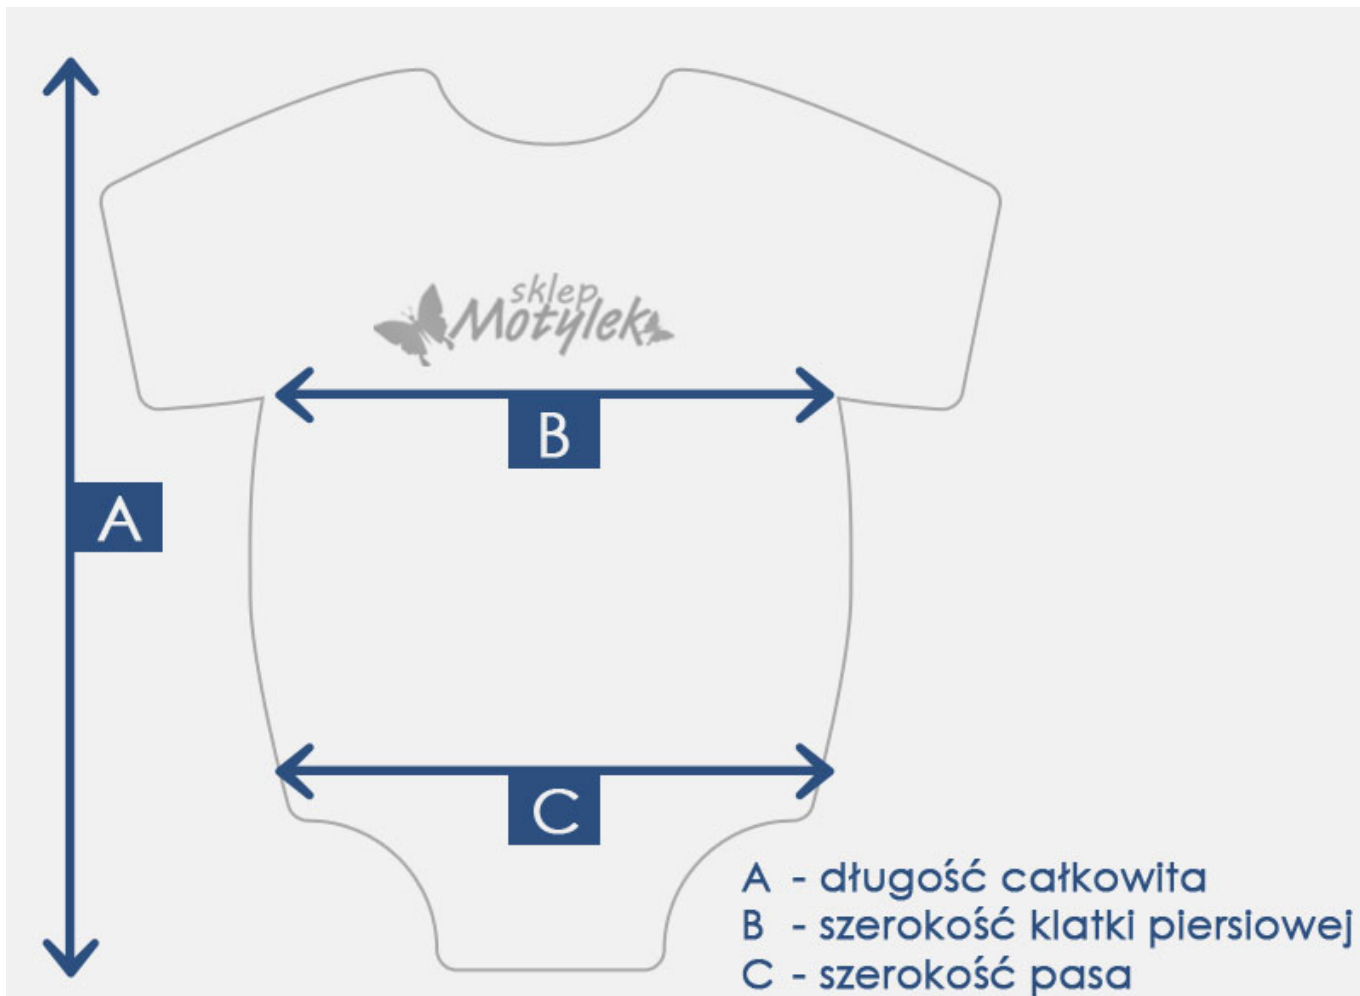 sklep
Motylek
B
A
C
A - długość całkowita
B - szerokość klatki piersiowej
C - szerokość pasa